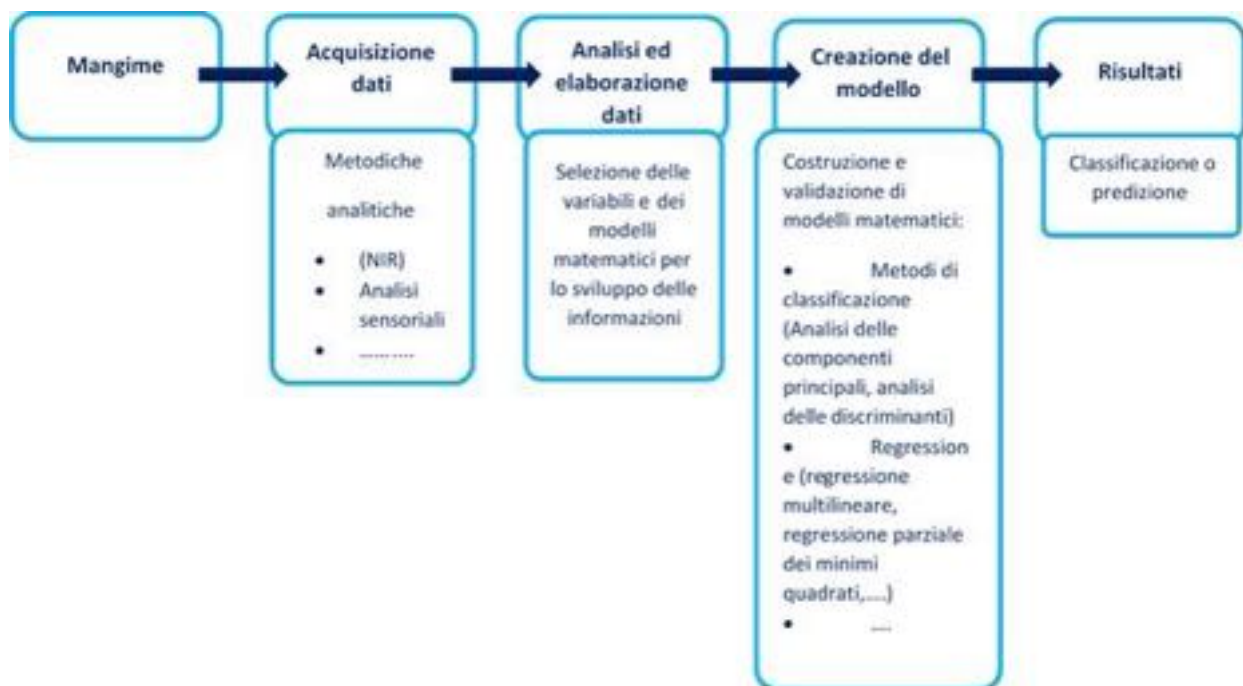 Mangime
Acquisizione
dati
Analisi ed
elaborazione
dati
Creazione del
modello
Risultati
Metodiche
analitiche
• (NIR)
• Analisi
sensoriali
• ..........
Selezione delle
variabili e dei
modelli
matematici per
lo sviluppo delle
informazioni
Costruzione e
validazione di
modelli matematici:
• Metodi di
classificazione
(Analisi delle
componenti
principali, analisi
delle discriminanti)
• Regression
e (regressione
multilineare,
regressione parziale
dei minimi
quadrati,.....)
• ....
Classificazione o
predizione